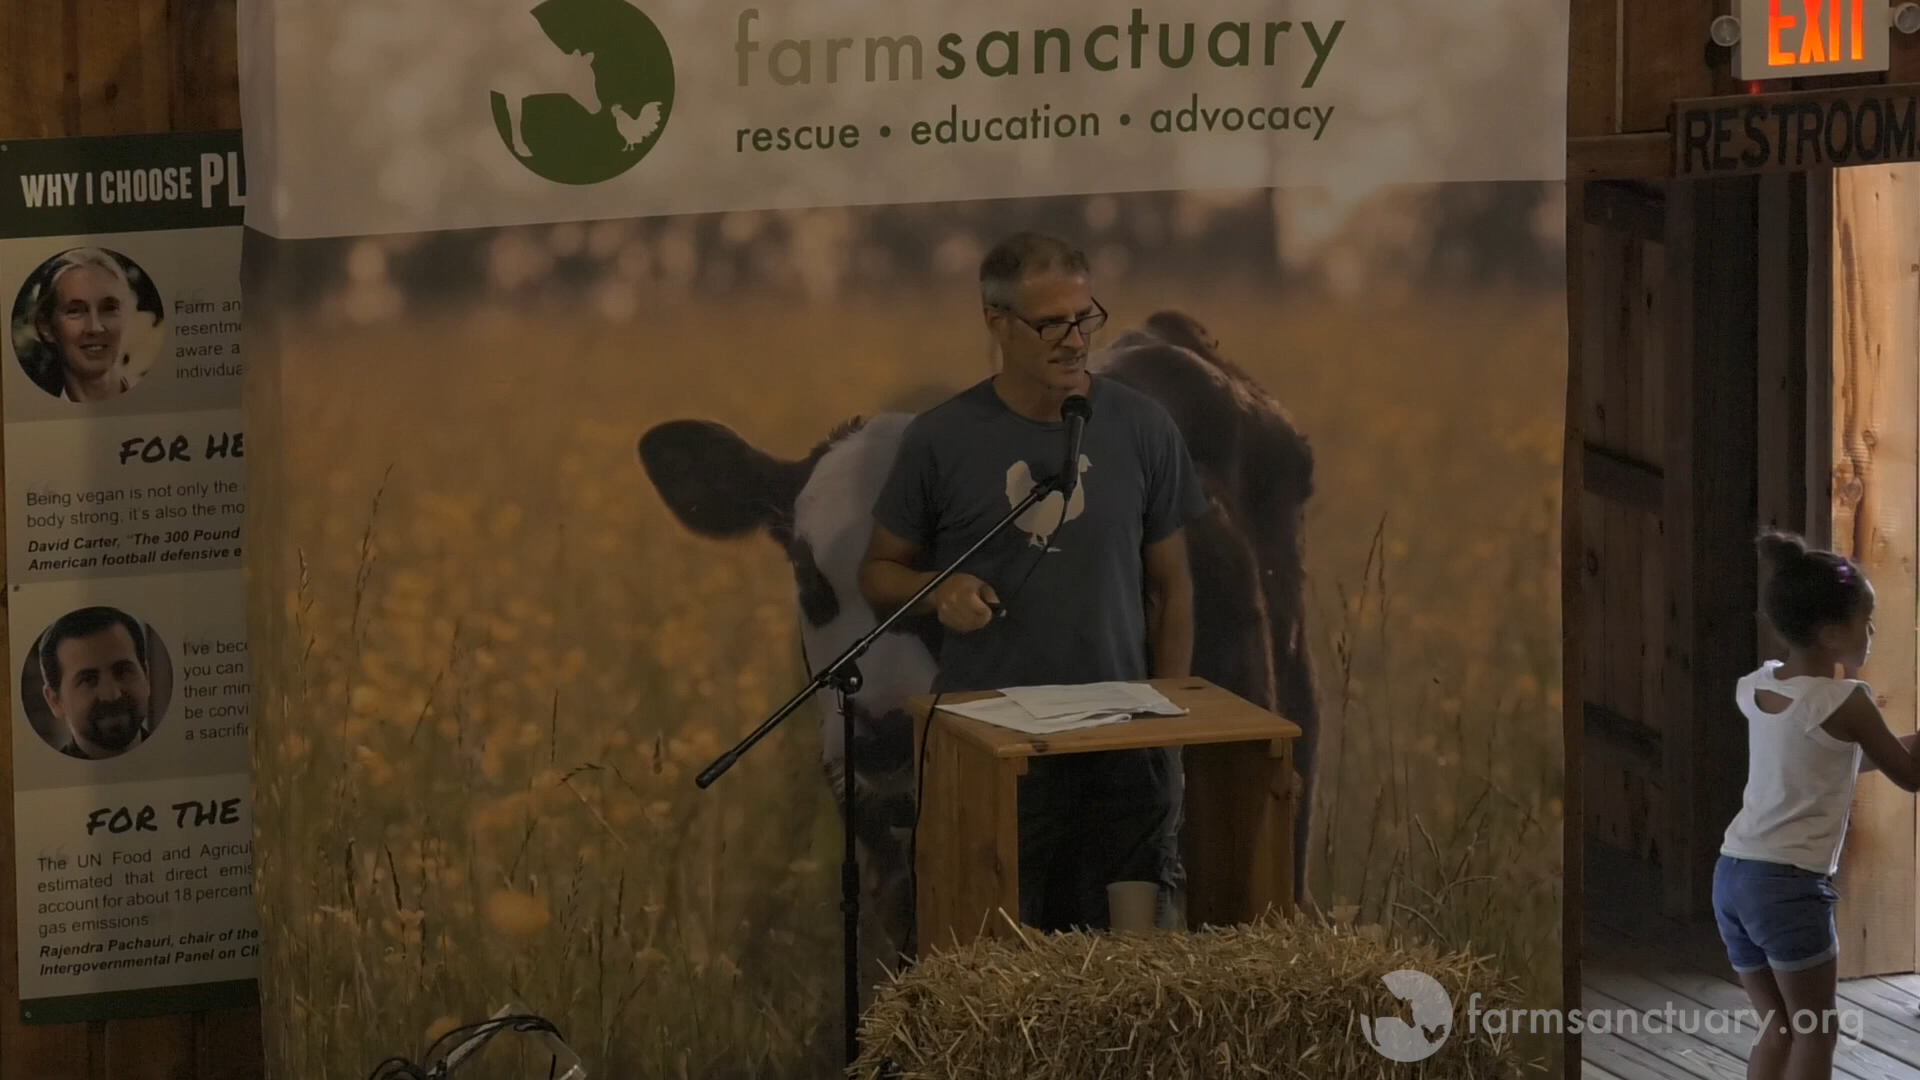 farmsanctuary
rescue • education • advocacy
EXIT
RESTROOM
WHY I CHOOSE PL
Farm an
resentme
aware a
individua
FOR HE
Being vegan is not only the
body strong, it's also the mo
David Carter, "The 300 Pound
American football defensive e
I've bec
you can
their min
be convi
a sacrific
FOR THE
The UN Food and Agricul
estimated that direct emis
account for about 18 percent
gas emissions
Rajendra Pachauri, chair of the
Intergovernmental Panel on Cli
farmsanctuary.org